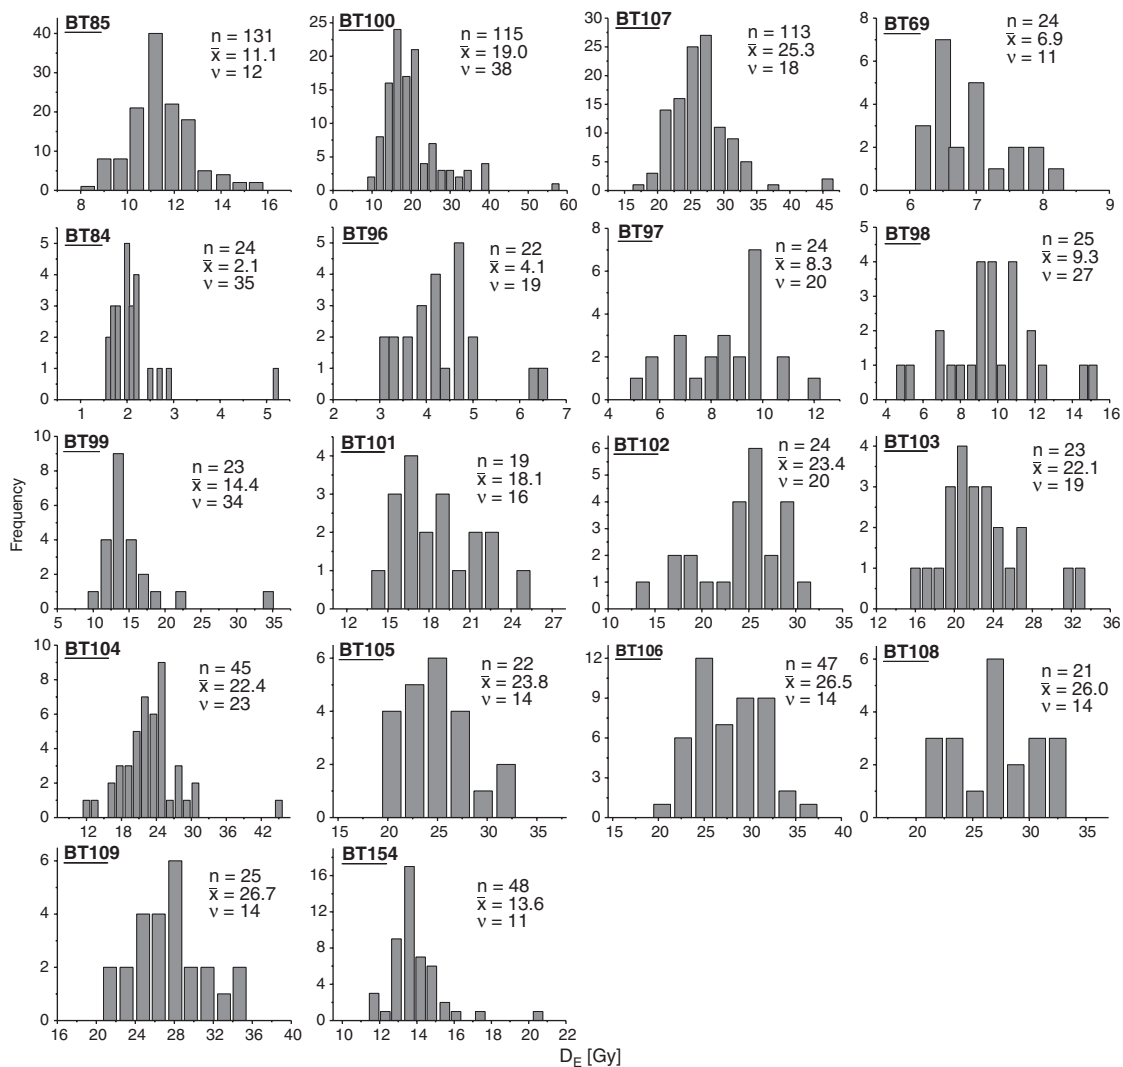 BT85
n = 131
x̄ = 11.1
ν = 12
0
10
20
30
40
8
10
12
14
16
BT100
n = 115
x̄ = 19.0
ν = 38
0
5
10
15
20
25
0
10
20
30
40
50
60
BT107
n = 113
x̄ = 25.3
ν = 18
0
5
10
15
20
25
30
15
20
25
30
35
40
45
BT69
n = 24
x̄ = 6.9
ν = 11
0
2
4
6
8
6
7
8
9
BT84
n = 24
x̄ = 2.1
ν = 35
0
1
2
3
4
5
1
2
3
4
5
BT96
n = 22
x̄ = 4.1
ν = 19
0
1
2
3
4
5
2
3
4
5
6
7
BT97
n = 24
x̄ = 8.3
ν = 20
0
2
4
6
8
4
6
8
10
12
BT98
n = 25
x̄ = 9.3
ν = 27
0
1
2
3
4
5
4
6
8
10
12
14
16
Frequency
BT99
n = 23
x̄ = 14.4
ν = 34
0
2
4
6
8
10
5
10
15
20
25
30
35
BT101
n = 19
x̄ = 18.1
ν = 16
0
1
2
3
4
12
15
18
21
24
27
BT102
n = 24
x̄ = 23.4
ν = 20
0
1
2
3
4
5
6
10
15
20
25
30
35
BT103
n = 23
x̄ = 22.1
ν = 19
0
1
2
3
4
12
16
20
24
28
32
36
BT104
n = 45
x̄ = 22.4
ν = 23
0
2
4
6
8
10
12
18
24
30
36
42
BT105
n = 22
x̄ = 23.8
ν = 14
0
2
4
6
15
20
25
30
35
BT106
n = 47
x̄ = 26.5
ν = 14
0
3
6
9
12
15
20
25
30
35
40
BT108
n = 21
x̄ = 26.0
ν = 14
0
2
4
6
20
25
30
35
BT109
n = 25
x̄ = 26.7
ν = 14
0
2
4
6
16
20
24
28
32
36
40
BT154
n = 48
x̄ = 13.6
ν = 11
0
4
8
12
16
10
12
14
16
18
20
22
D_E [Gy]